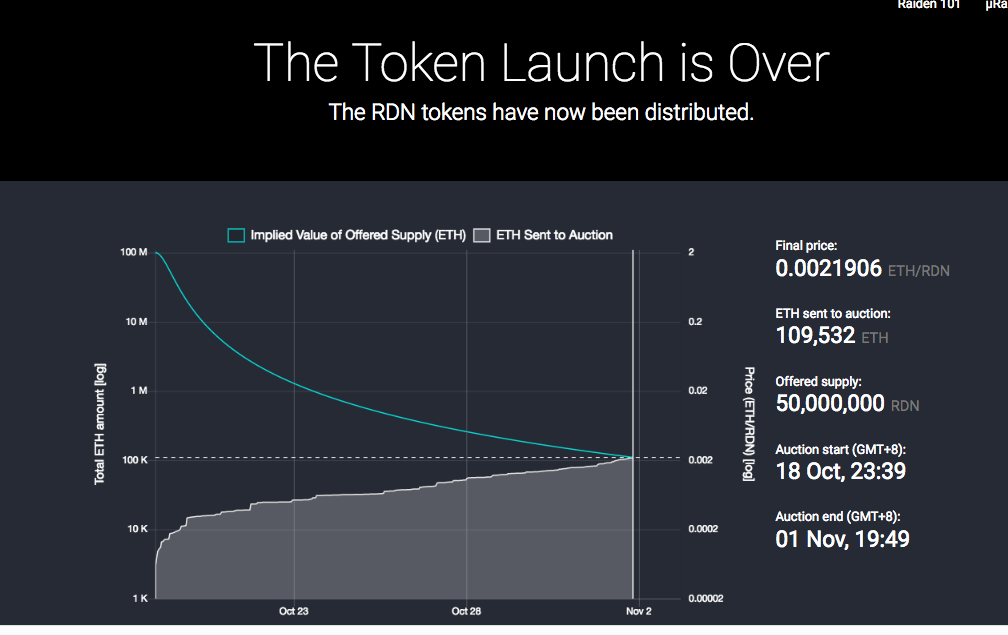 Raiden 101
The Token Launch is Over
The RDN tokens have now been distributed.
Implied Value of Offered Supply (ETH) ETH Sent to Auction
100 M
10 M
1 M
100 K
10 K
1 K
Total ETH amount [log]
2
0.2
0.02
0.002
0.0002
0.00002
Price (ETH/RDN) [log]
Oct 23 Oct 28 Nov 2
Final price:
0.0021906 ETH/RDN
ETH sent to auction:
109,532 ETH
Offered supply:
50,000,000 RDN
Auction start (GMT+8):
18 Oct, 23:39
Auction end (GMT+8):
01 Nov, 19:49